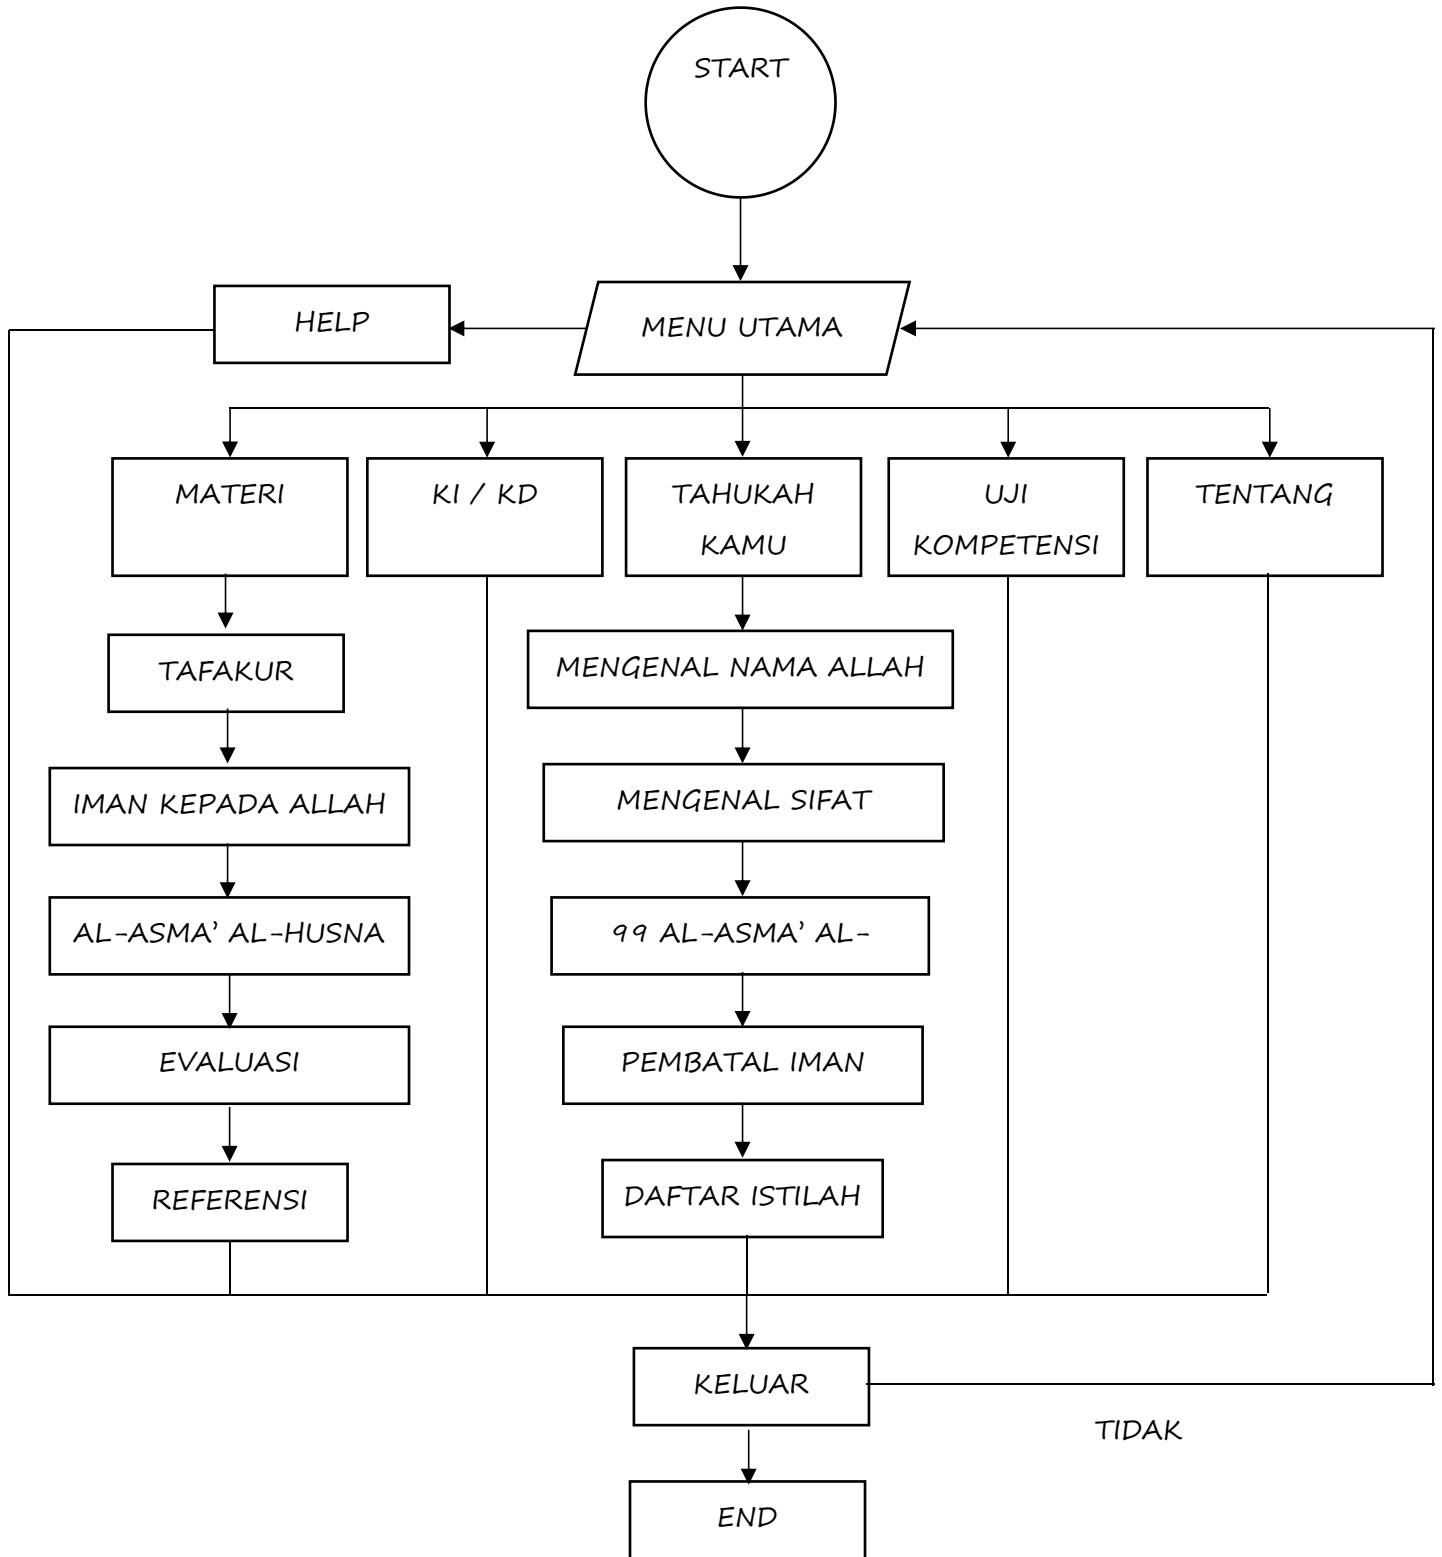 START
HELP
MENU UTAMA
MATERI
KI / KD
TAHUKAH
KAMU
UJI
KOMPETENSI
TENTANG
TAFAKUR
MENGENAL NAMA ALLAH
IMAN KEPADA ALLAH
MENGENAL SIFAT
AL-ASMA’ AL-HUSNA
99 AL-ASMA’ AL-
EVALUASI
PEMBATAL IMAN
REFERENSI
DAFTAR ISTILAH
KELUAR
TIDAK
END